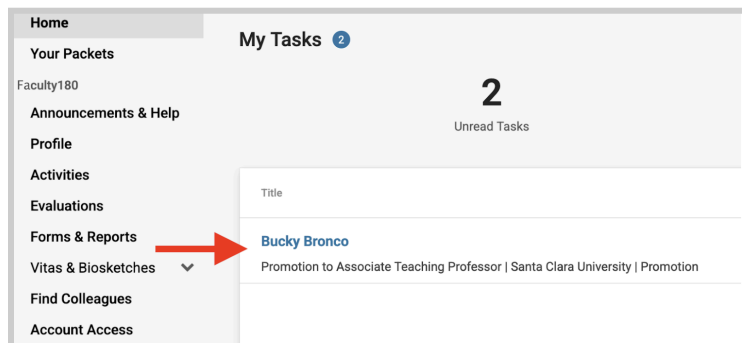 Home
Your Packets
Faculty180
Announcements & Help
Profile
Activities
Evaluations
Forms & Reports
Vitas & Biosketches
Find Colleagues
Account Access
My Tasks 2
2
Unread Tasks
Title
Bucky Bronco
Promotion to Associate Teaching Professor | Santa Clara University | Promotion